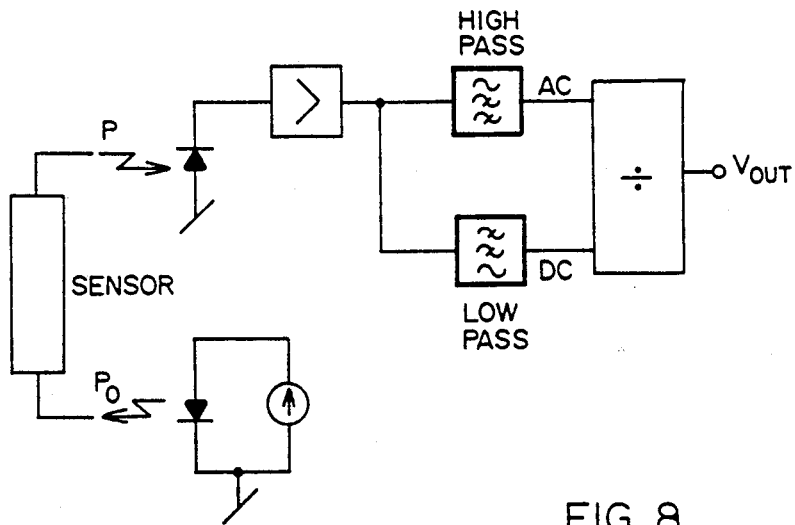 HIGH
PASS
AC
P
÷
VOUT
SENSOR
DC
LOW
PASS
P0
FIG. 8